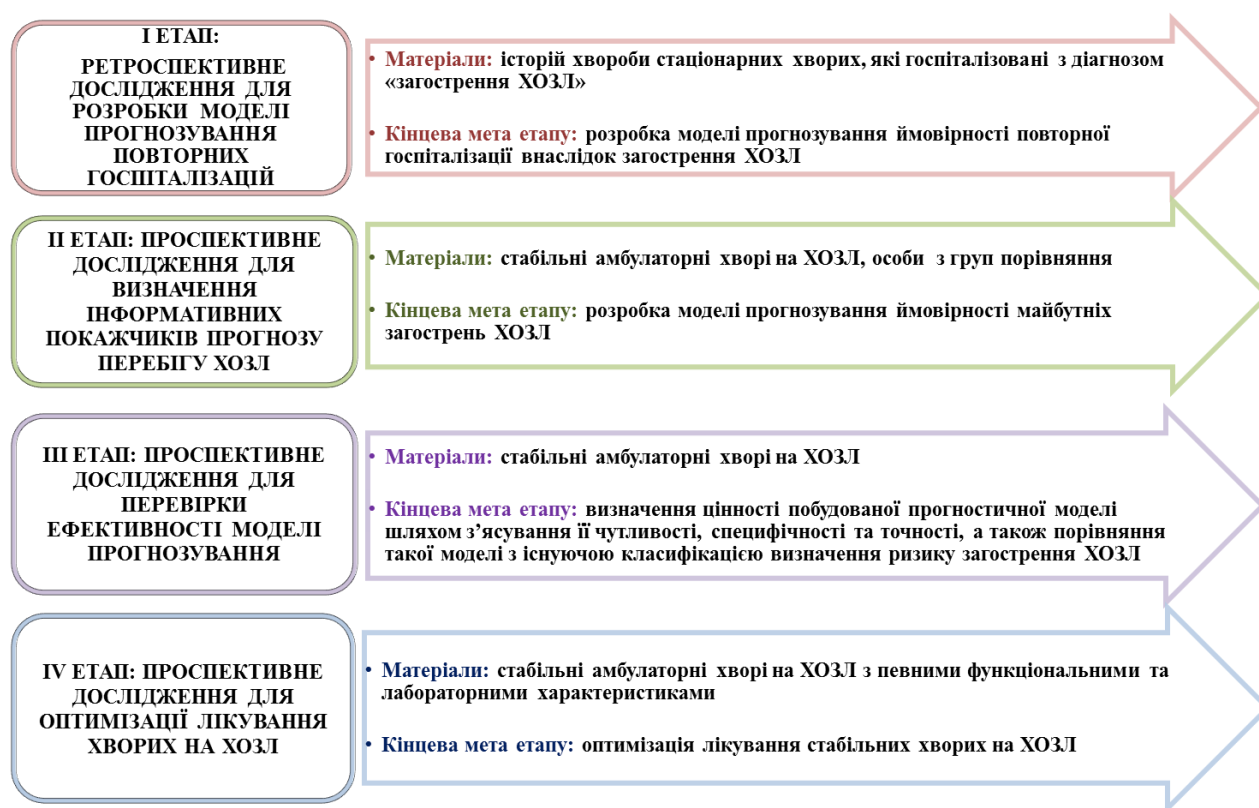 І ЕТАП:
РЕТРОСПЕКТИВНЕ
ДОСЛІДЖЕННЯ ДЛЯ
РОЗРОБКИ МОДЕЛІ
ПРОГНОЗУВАННЯ
ПОВТОРНИХ
ГОСПІТАЛІЗАЦІЙ
• Матеріали: історій хвороби стаціонарних хворих, які госпіталізовані з діагнозом
«загострення ХОЗЛ»
• Кінцева мета етапу: розробка моделі прогнозування ймовірності повторної
госпіталізації внаслідок загострення ХОЗЛ
ІІ ЕТАП: ПРОСПЕКТИВНЕ
ДОСЛІДЖЕННЯ ДЛЯ
ВИЗНАЧЕННЯ
ІНФОРМАТИВНИХ
ПОКАЖЧИКІВ ПРОГНОЗУ
ПЕРЕБІГУ ХОЗЛ
• Матеріали: стабільні амбулаторні хворі на ХОЗЛ, особи з груп порівняння
• Кінцева мета етапу: розробка моделі прогнозування ймовірності майбутніх
загострень ХОЗЛ
ІІІ ЕТАП: ПРОСПЕКТИВНЕ
ДОСЛІДЖЕННЯ ДЛЯ
ПЕРЕВІРКИ
ЕФЕКТИВНОСТІ МОДЕЛІ
ПРОГНОЗУВАННЯ
• Матеріали: стабільні амбулаторні хворі на ХОЗЛ
• Кінцева мета етапу: визначення цінності побудованої прогностичної моделі
шляхом з’ясування її чутливості, специфічності та точності, а також порівняння
такої моделі з існуючою класифікацією визначення ризику загострення ХОЗЛ
IV ЕТАП: ПРОСПЕКТИВНЕ
ДОСЛІДЖЕННЯ ДЛЯ
ОПТИМІЗАЦІЇ ЛІКУВАННЯ
ХВОРИХ НА ХОЗЛ
• Матеріали: стабільні амбулаторні хворі на ХОЗЛ з певними функціональними та
лабораторними характеристиками
• Кінцева мета етапу: оптимізація лікування стабільних хворих на ХОЗЛ